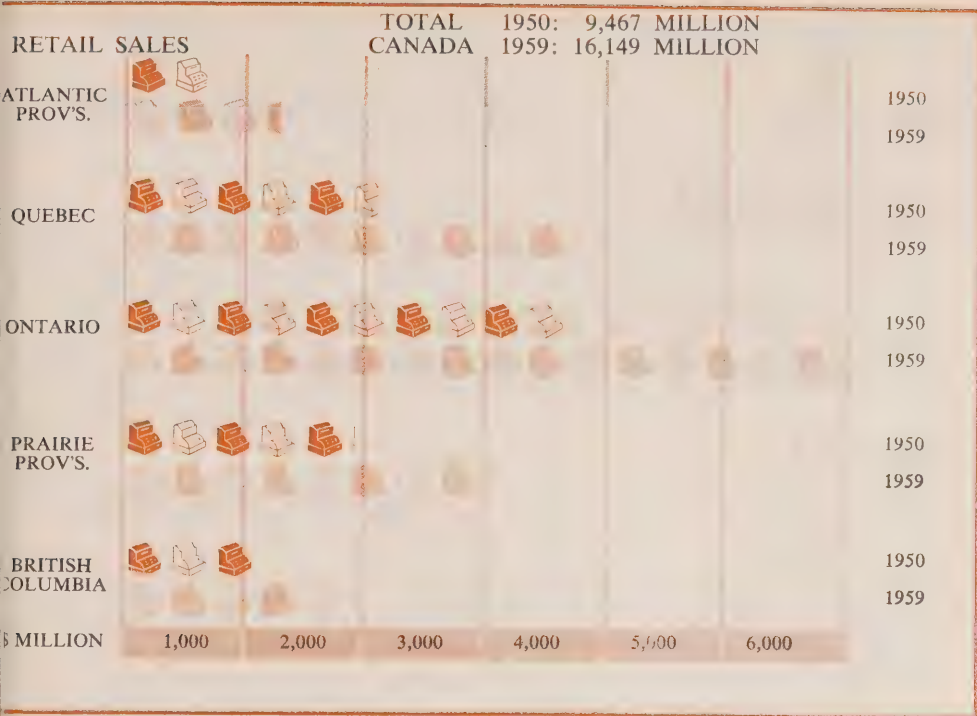 TOTAL 1950: 9,467 MILLION
RETAIL SALES CANADA 1959: 16,149 MILLION
ATLANTIC 1950
PROV'S. 1959
QUEBEC 1950
1959
ONTARIO 1950
1959
PRAIRIE 1950
PROV'S. 1959
BRITISH 1950
COLUMBIA 1959
$ MILLION 1,000 2,000 3,000 4,000 5,000 6,000